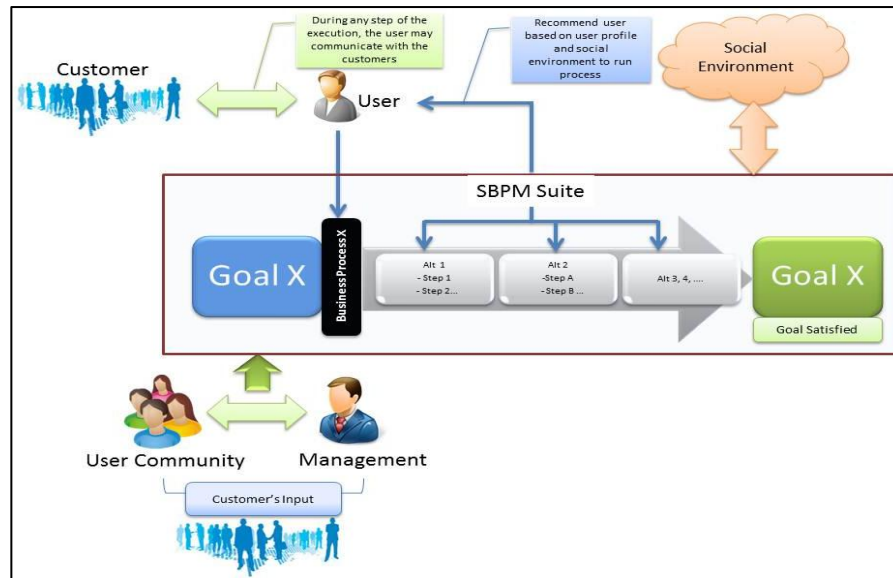 During any step of the
execution, the user may
communicate with the
customers
Recommend user
based on user profile
and social
environment to run
process
Social
Environment
Customer
User
SBPM Suite
Goal X
Business Process X
Alt 1
- Step 1
- Step 2...
Alt 2
-Step A
-Step B ...
Alt 3, 4, ....
Goal X
Goal Satisfied
User Community
Management
Customer's Input